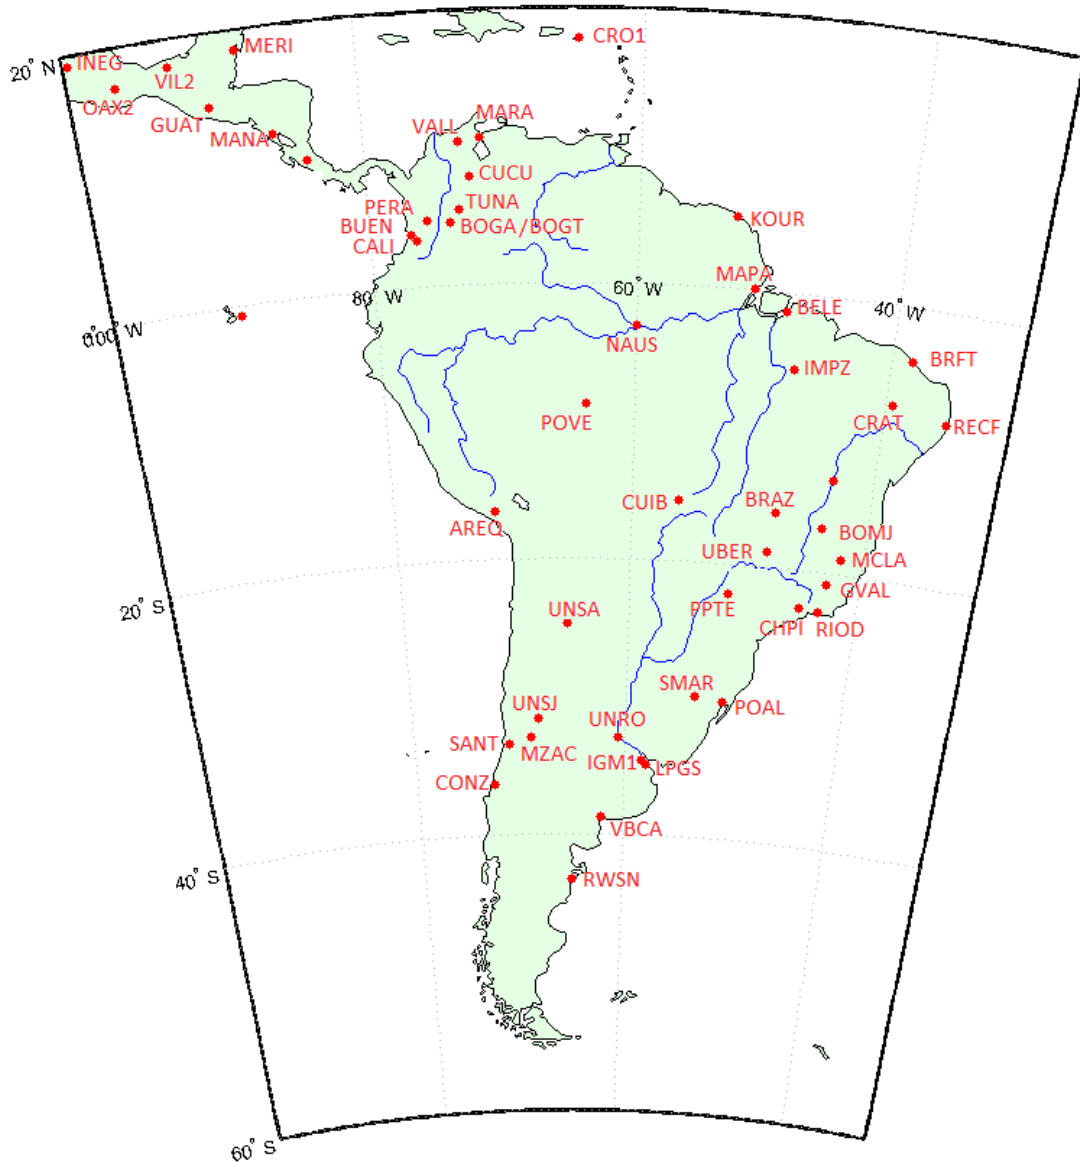 MERI
CRO1
20° N
INEG
VIL2
OAX2
GUAT
MANA
VALL
MARA
CUCU
PERA
TUNA
BUEN
BOGA/BOGT
CALI
KOUR
MAPA
80° W
60° W
40° W
BELE
100° W
0°
NAUS
IMPZ
BRFT
POVE
CRAT
RECF
CUIB
BRAZ
AREQ
BOMJ
UBER
MCLA
GVAL
20° S
UNSA
PPTE
CHPI
RIOD
SMAR
UNSJ
UNRO
POAL
SANT
MZAC
IGM1
LPGS
CONZ
VBCA
40° S
RWSN
60° S